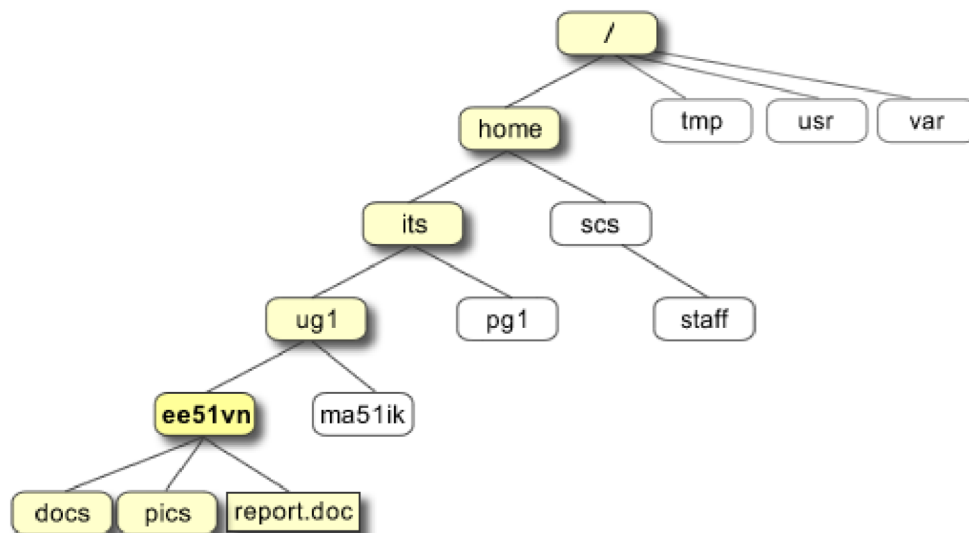 /
home
tmp
usr
var
its
scs
ug1
pg1
staff
ee51vn
ma51ik
docs
pics
report.doc